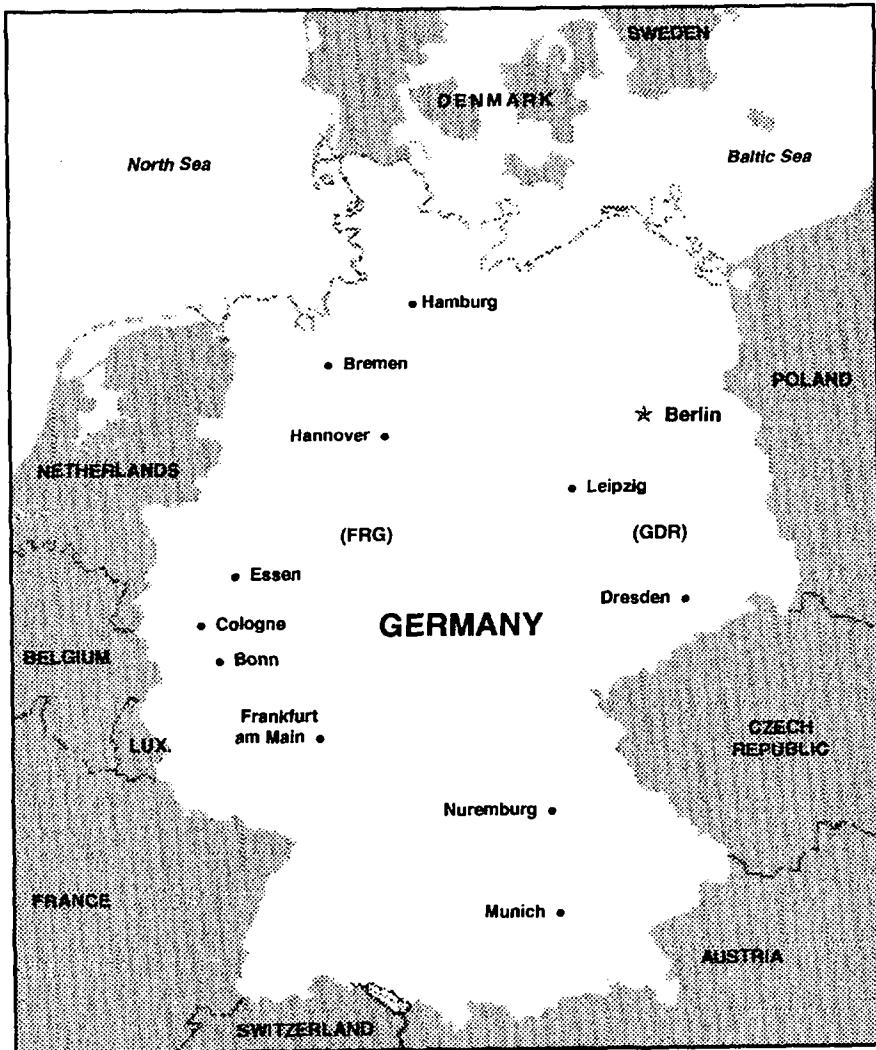 SWEDEN
DENMARK
North Sea
Baltic Sea
Hamburg
Bremen
POLAND
Berlin
Hannover
NETHERLANDS
Leipzig
(FRG)
(GDR)
Essen
Dresden
Cologne
GERMANY
BELGIUM
Bonn
Frankfurt
am Main
LUX.
CZECH
REPUBLIC
Nuremburg
FRANCE
Munich
AUSTRIA
SWITZERLAND